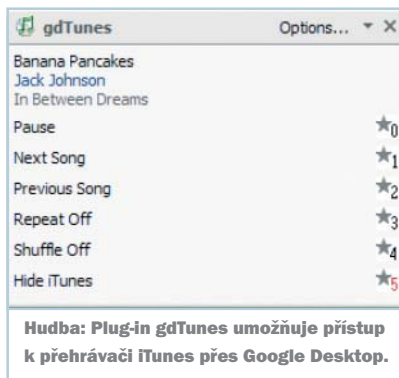 gdTunes Options...
Banana Pancakes
Jack Johnson
In Between Dreams
Pause 0
Next Song 1
Previous Song 2
Repeat Off 3
Shuffle Off 4
Hide iTunes 5
Hudba: Plug-in gdTunes umožňuje přístup
k přehrávači iTunes přes Google Desktop.